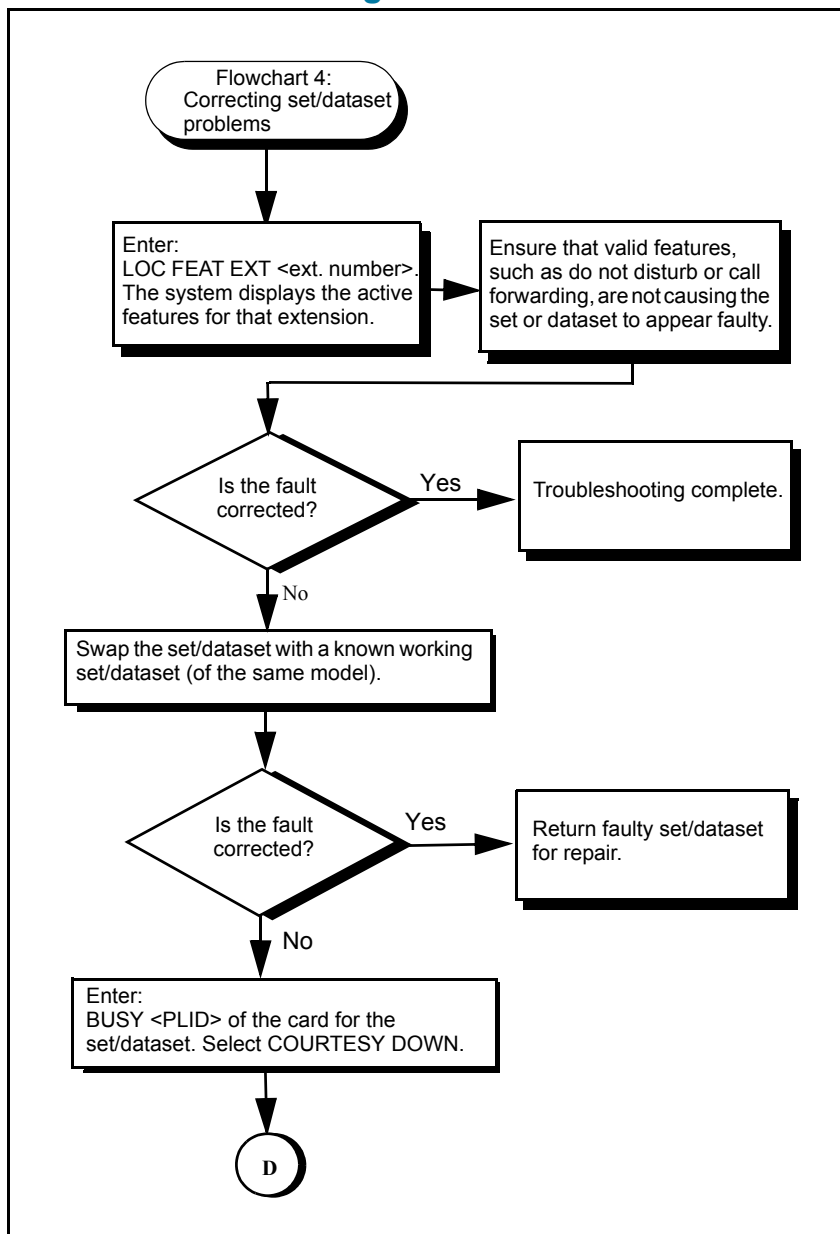 Flowchart 4:
Correcting set/dataset
problems
Enter:
LOC FEAT EXT <ext. number>.
The system displays the active
features for that extension.
Ensure that valid features,
such as do not disturb or call
forwarding, are not causing the
set or dataset to appear faulty.
Is the fault
corrected?
Yes
Troubleshooting complete.
No
Swap the set/dataset with a known working
set/dataset (of the same model).
Is the fault
corrected?
Yes
Return faulty set/dataset
for repair.
No
Enter:
BUSY <PLID> of the card for the
set/dataset. Select COURTESY DOWN.
D